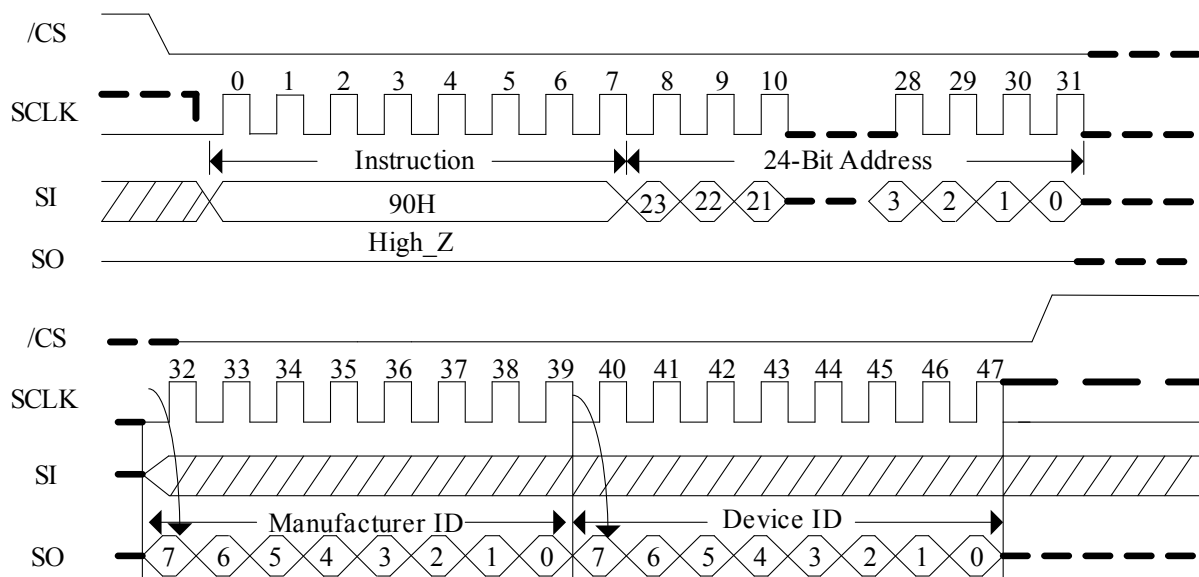 /CS
0 1 2 3 4 5 6 7 8 9 10 28 29 30 31
SCLK
Instruction 24-Bit Address
SI 90H 23 22 21 3 2 1 0
High_Z
SO
/CS
32 33 34 35 36 37 38 39 40 41 42 43 44 45 46 47
SCLK
SI
Manufacturer ID Device ID
SO 7 6 5 4 3 2 1 0 7 6 5 4 3 2 1 0